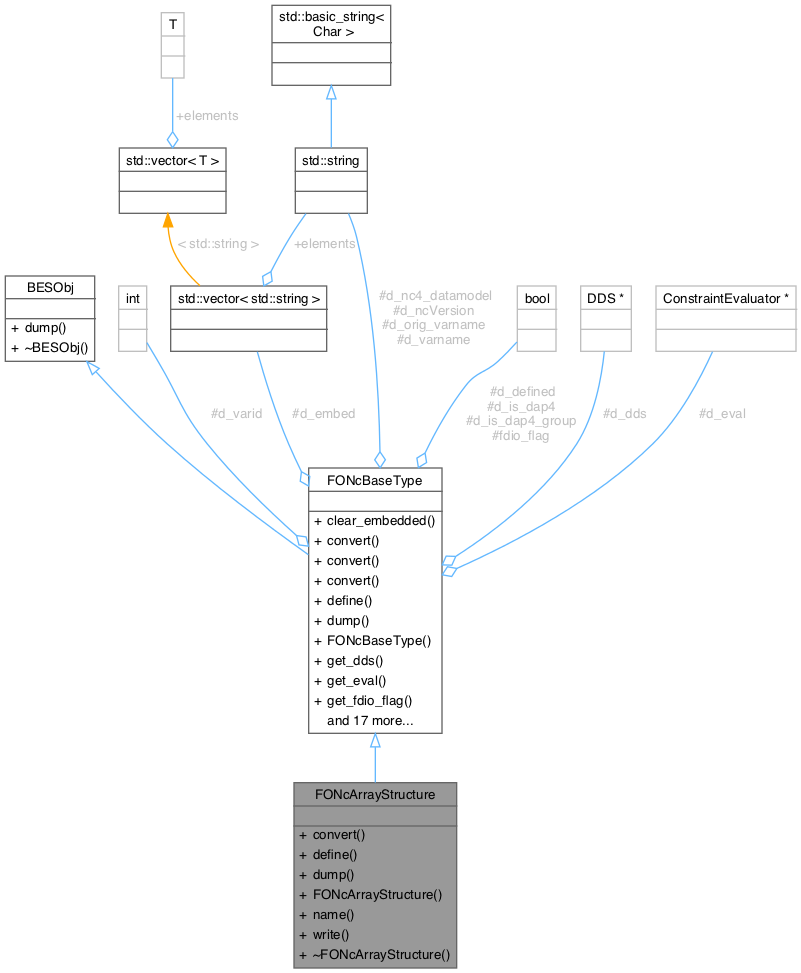 T
std::basic_string<
Char >
+elements
std::vector< T >
std::string
< std::string >
+elements
BESObj
+ dump()
+ ~BESObj()
int
std::vector< std::string >
#d_nc4_datamodel
#d_ncVersion
#d_orig_varname
#d_varname
bool
DDS *
ConstraintEvaluator *
#d_varid
#d_embed
#d_defined
#d_is_dap4
#d_is_dap4_group
#fdio_flag
#d_dds
#d_eval
FONcBaseType
+ clear_embedded()
+ convert()
+ convert()
+ convert()
+ define()
+ dump()
+ FONcBaseType()
+ get_dds()
+ get_eval()
+ get_fdio_flag()
and 17 more...
FONcArrayStructure
+ convert()
+ define()
+ dump()
+ FONcArrayStructure()
+ name()
+ write()
+ ~FONcArrayStructure()